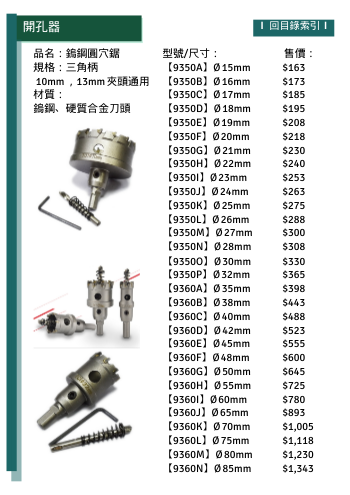 開孔器
I 回目錄索引 I
品名：鎢鋼圓穴鋸
規格：三角柄
10mm ，13mm 夾頭通用
材質：
鎢鋼、硬質合金刀頭
型號/尺寸： 售價：
【9350A】Ø15mm $163
【9350B】Ø16mm $173
【9350C】Ø17mm $185
【9350D】Ø18mm $195
【9350E】Ø19mm $208
【9350F】Ø20mm $218
【9350G】Ø21mm $230
【9350H】Ø22mm $240
【9350I】Ø23mm $253
【9350J】Ø24mm $263
【9350K】Ø25mm $275
【9350L】Ø26mm $288
【9350M】Ø27mm $300
【9350N】Ø28mm $308
【9350O】Ø30mm $330
【9350P】Ø32mm $365
【9360A】Ø35mm $398
【9360B】Ø38mm $443
【9360C】Ø40mm $488
【9360D】Ø42mm $523
【9360E】Ø45mm $555
【9360F】Ø48mm $600
【9360G】Ø50mm $645
【9360H】Ø55mm $725
【9360I】Ø60mm $780
【9360J】Ø65mm $893
【9360K】Ø70mm $1,005
【9360L】Ø75mm $1,118
【9360M】Ø80mm $1,230
【9360N】Ø85mm $1,343